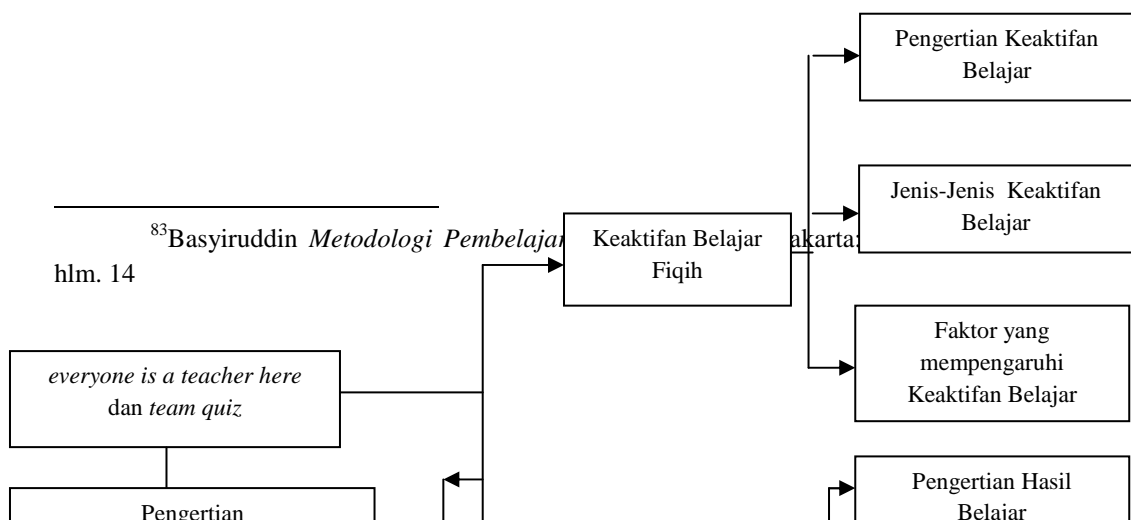 Pengertian Keaktifan
Belajar
Jenis-Jenis Keaktifan
Belajar
83Basyiruddin Metodologi Pembelajar
akarta:
hlm. 14
Keaktifan Belajar
Fiqih
Faktor yang
mempengaruhi
Keaktifan Belajar
everyone is a teacher here
dan team quiz
Pengertian Hasil
Belajar
Pengertian